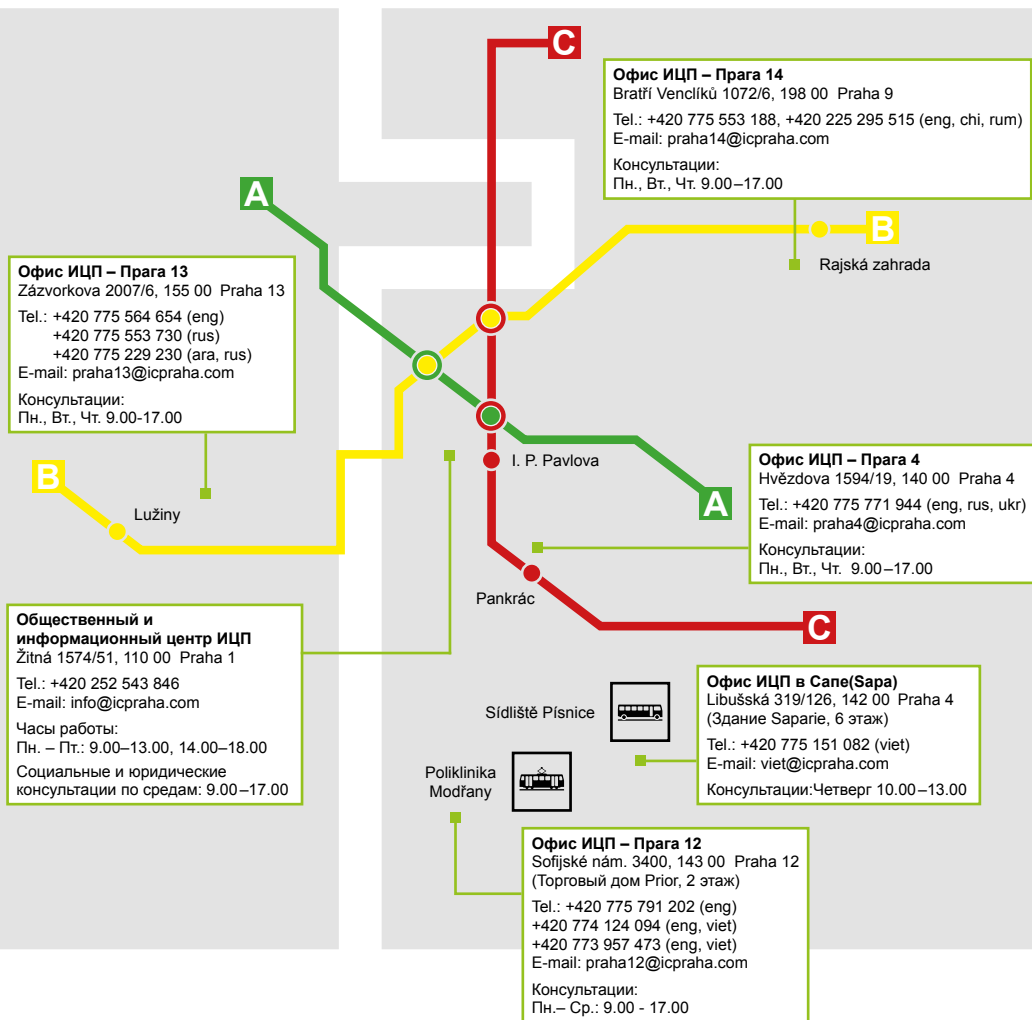 C
Офис ИЦП – Прага 14
Bratří Venclíků 1072/6, 198 00 Praha 9
Tel.: +420 775 553 188, +420 225 295 515 (eng, chi, rum)
E-mail: praha14@icpraha.com
Консультации:
Пн., Вт., Чт. 9.00–17.00
A
B
Rajská zahrada
Офис ИЦП – Прага 13
Zázvorkova 2007/6, 155 00 Praha 13
Tel.: +420 775 564 654 (eng)
+420 775 553 730 (rus)
+420 775 229 230 (ara, rus)
E-mail: praha13@icpraha.com
Консультации:
Пн., Вт., Чт. 9.00-17.00
B
Lužiny
I. P. Pavlova
A
Офис ИЦП – Прага 4
Hvězdova 1594/19, 140 00 Praha 4
Tel.: +420 775 771 944 (eng, rus, ukr)
E-mail: praha4@icpraha.com
Консультации:
Пн., Вт., Чт. 9.00–17.00
Pankrác
C
Общественный и
информационный центр ИЦП
Žitná 1574/51, 110 00 Praha 1
Tel.: +420 252 543 846
E-mail: info@icpraha.com
Часы работы:
Пн. – Пт.: 9.00–13.00, 14.00–18.00
Социальные и юридические
консультации по средам: 9.00–17.00
Sídliště Písnice
Офис ИЦП в Сапе(Sapa)
Libušská 319/126, 142 00 Praha 4
(Здание Saparie, 6 этаж)
Tel.: +420 775 151 082 (viet)
E-mail: viet@icpraha.com
Консультации:Четверг 10.00–13.00
Poliklinika
Modřany
Офис ИЦП – Прага 12
Sofijské nám. 3400, 143 00 Praha 12
(Торговый дом Prior, 2 этаж)
Tel.: +420 775 791 202 (eng)
+420 774 124 094 (eng, viet)
+420 773 957 473 (eng, viet)
E-mail: praha12@icpraha.com
Консультации:
Пн.– Ср.: 9.00 - 17.00